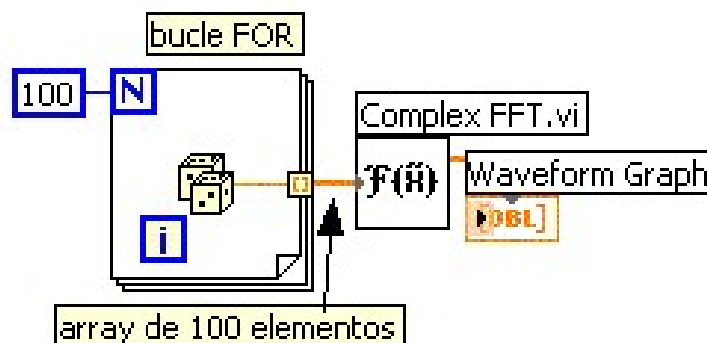 bucle FOR
100
N
Complex FFT.vi
F(x)
Waveform Graph
DBL]
i
array de 100 elementos